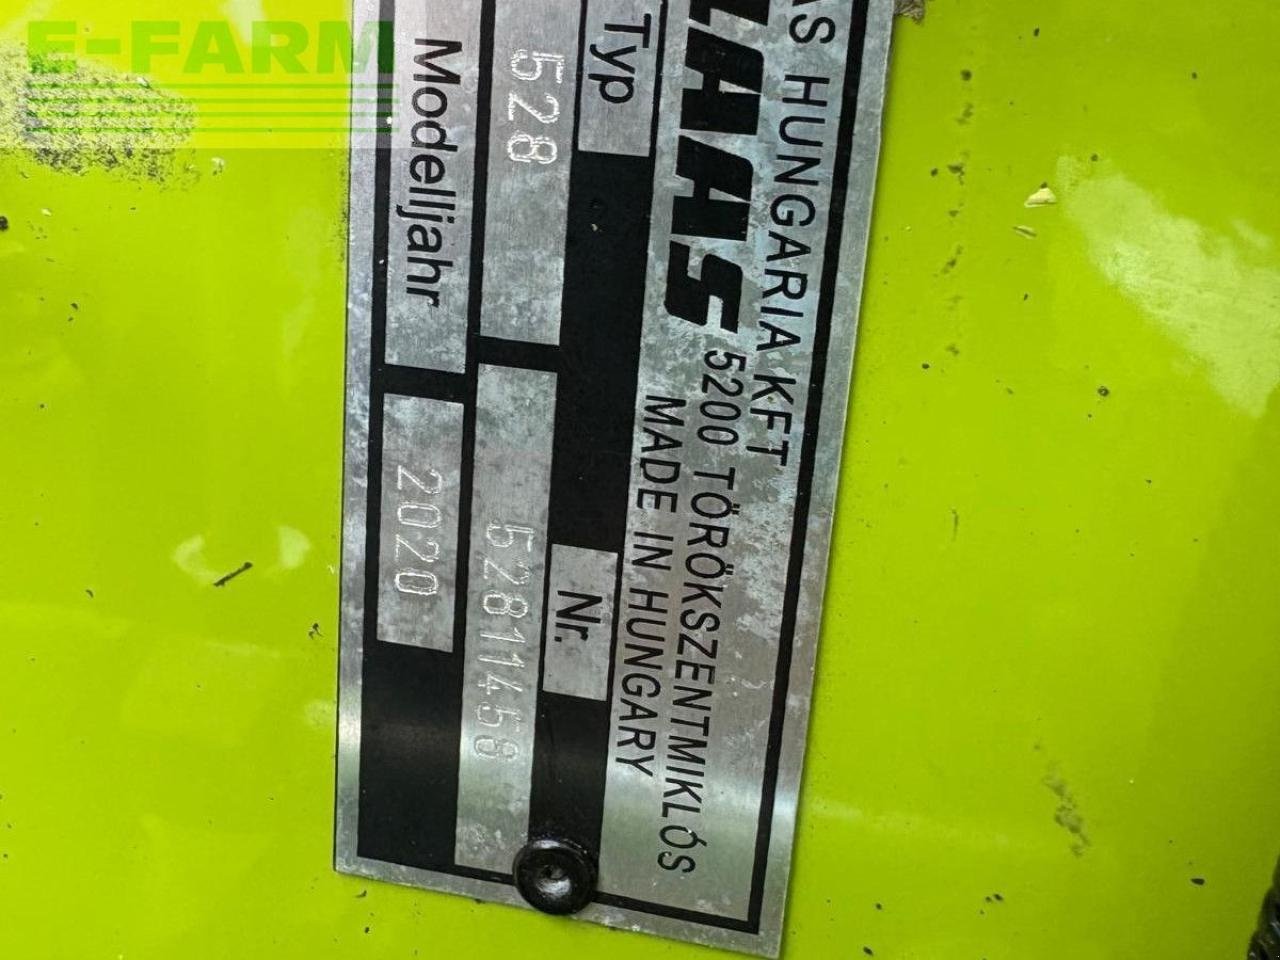 E-FARM
AS HUNGARIA KFT
LAAS 5200 TÖRÖKSZENTMIKLÓS
MADE IN HUNGARY
Typ Nr.
528 52811458
Modelljahr 2020